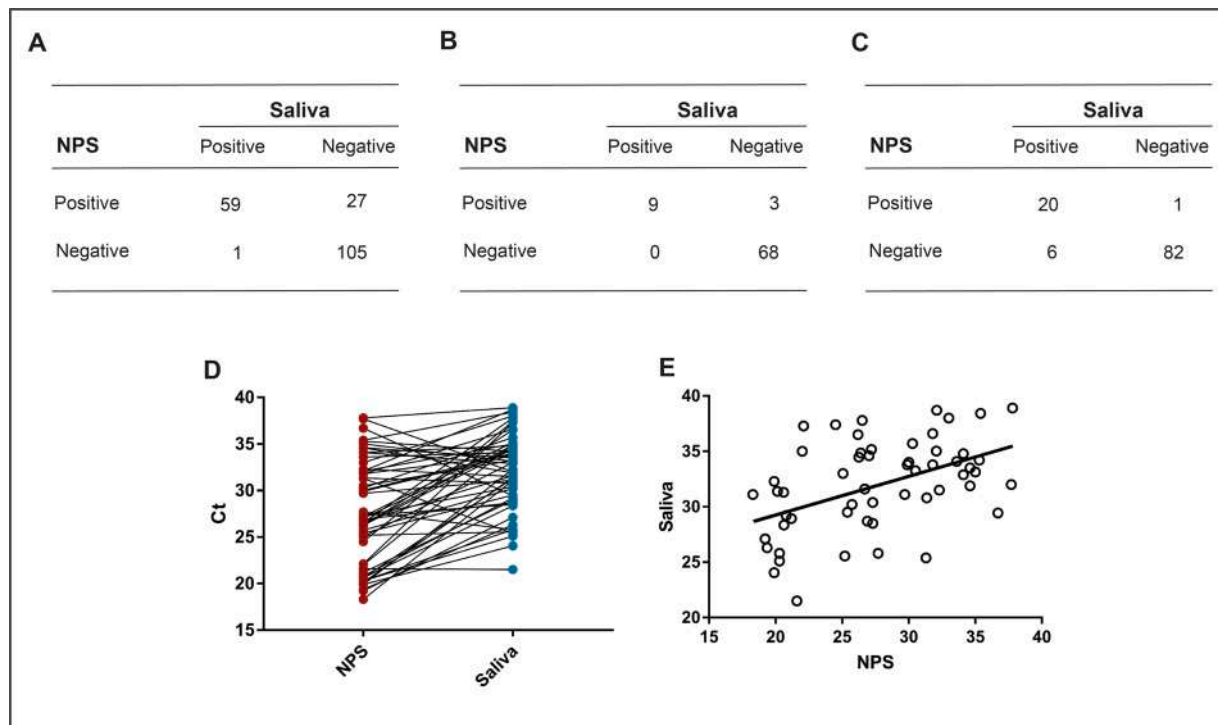 A
Saliva
NPS Positive Negative
Positive 59 27
Negative 1 105
B
Saliva
NPS Positive Negative
Positive 9 3
Negative 0 68
C
Saliva
NPS Positive Negative
Positive 20 1
Negative 6 82
D
Ct
40
35
30
25
20
15
NPS Saliva
E
Saliva
40
35
30
25
20
15 20 25 30 35 40
NPS